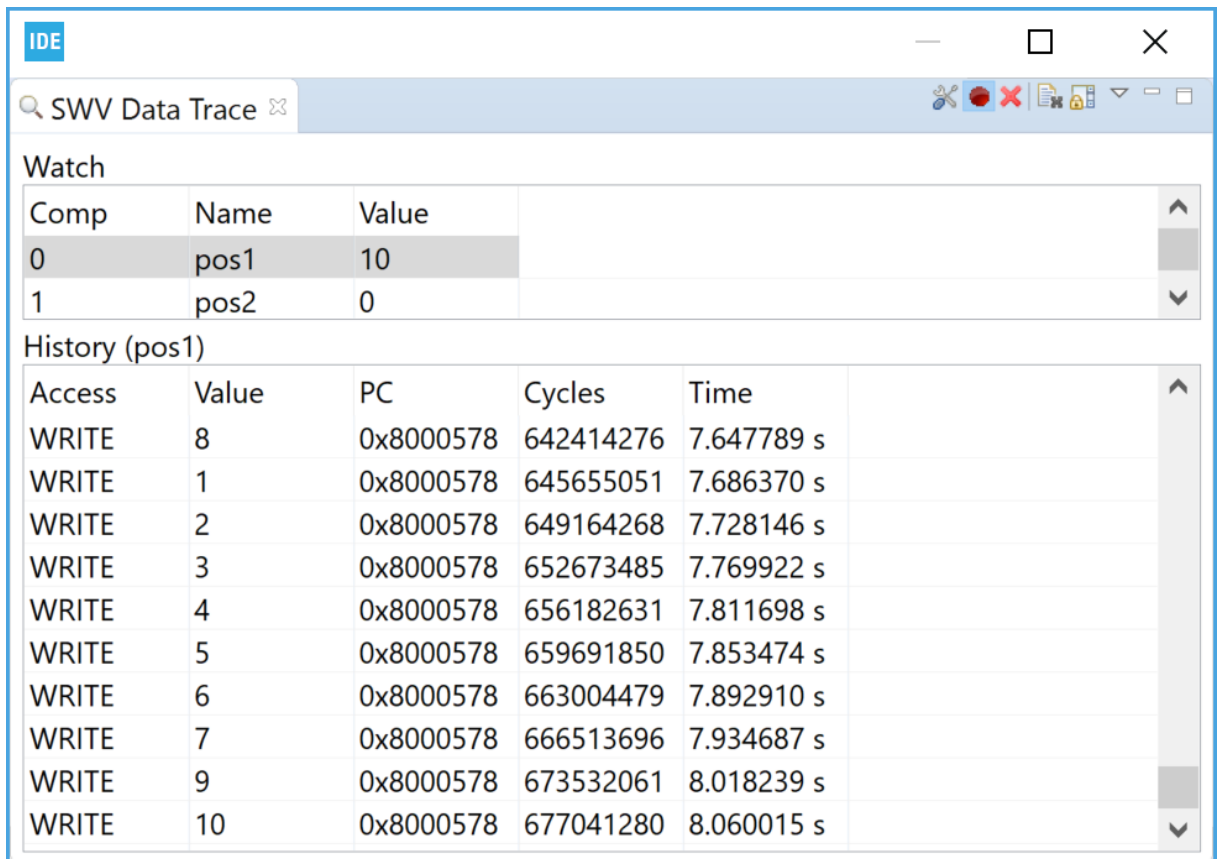 IDE
SWV Data Trace
Watch
Comp Name Value
0 pos1 10
1 pos2 0
History (pos1)
Access Value PC Cycles Time
WRITE 8 0x8000578 642414276 7.647789 s
WRITE 1 0x8000578 645655051 7.686370 s
WRITE 2 0x8000578 649164268 7.728146 s
WRITE 3 0x8000578 652673485 7.769922 s
WRITE 4 0x8000578 656182631 7.811698 s
WRITE 5 0x8000578 659691850 7.853474 s
WRITE 6 0x8000578 663004479 7.892910 s
WRITE 7 0x8000578 666513696 7.934687 s
WRITE 9 0x8000578 673532061 8.018239 s
WRITE 10 0x8000578 677041280 8.060015 s